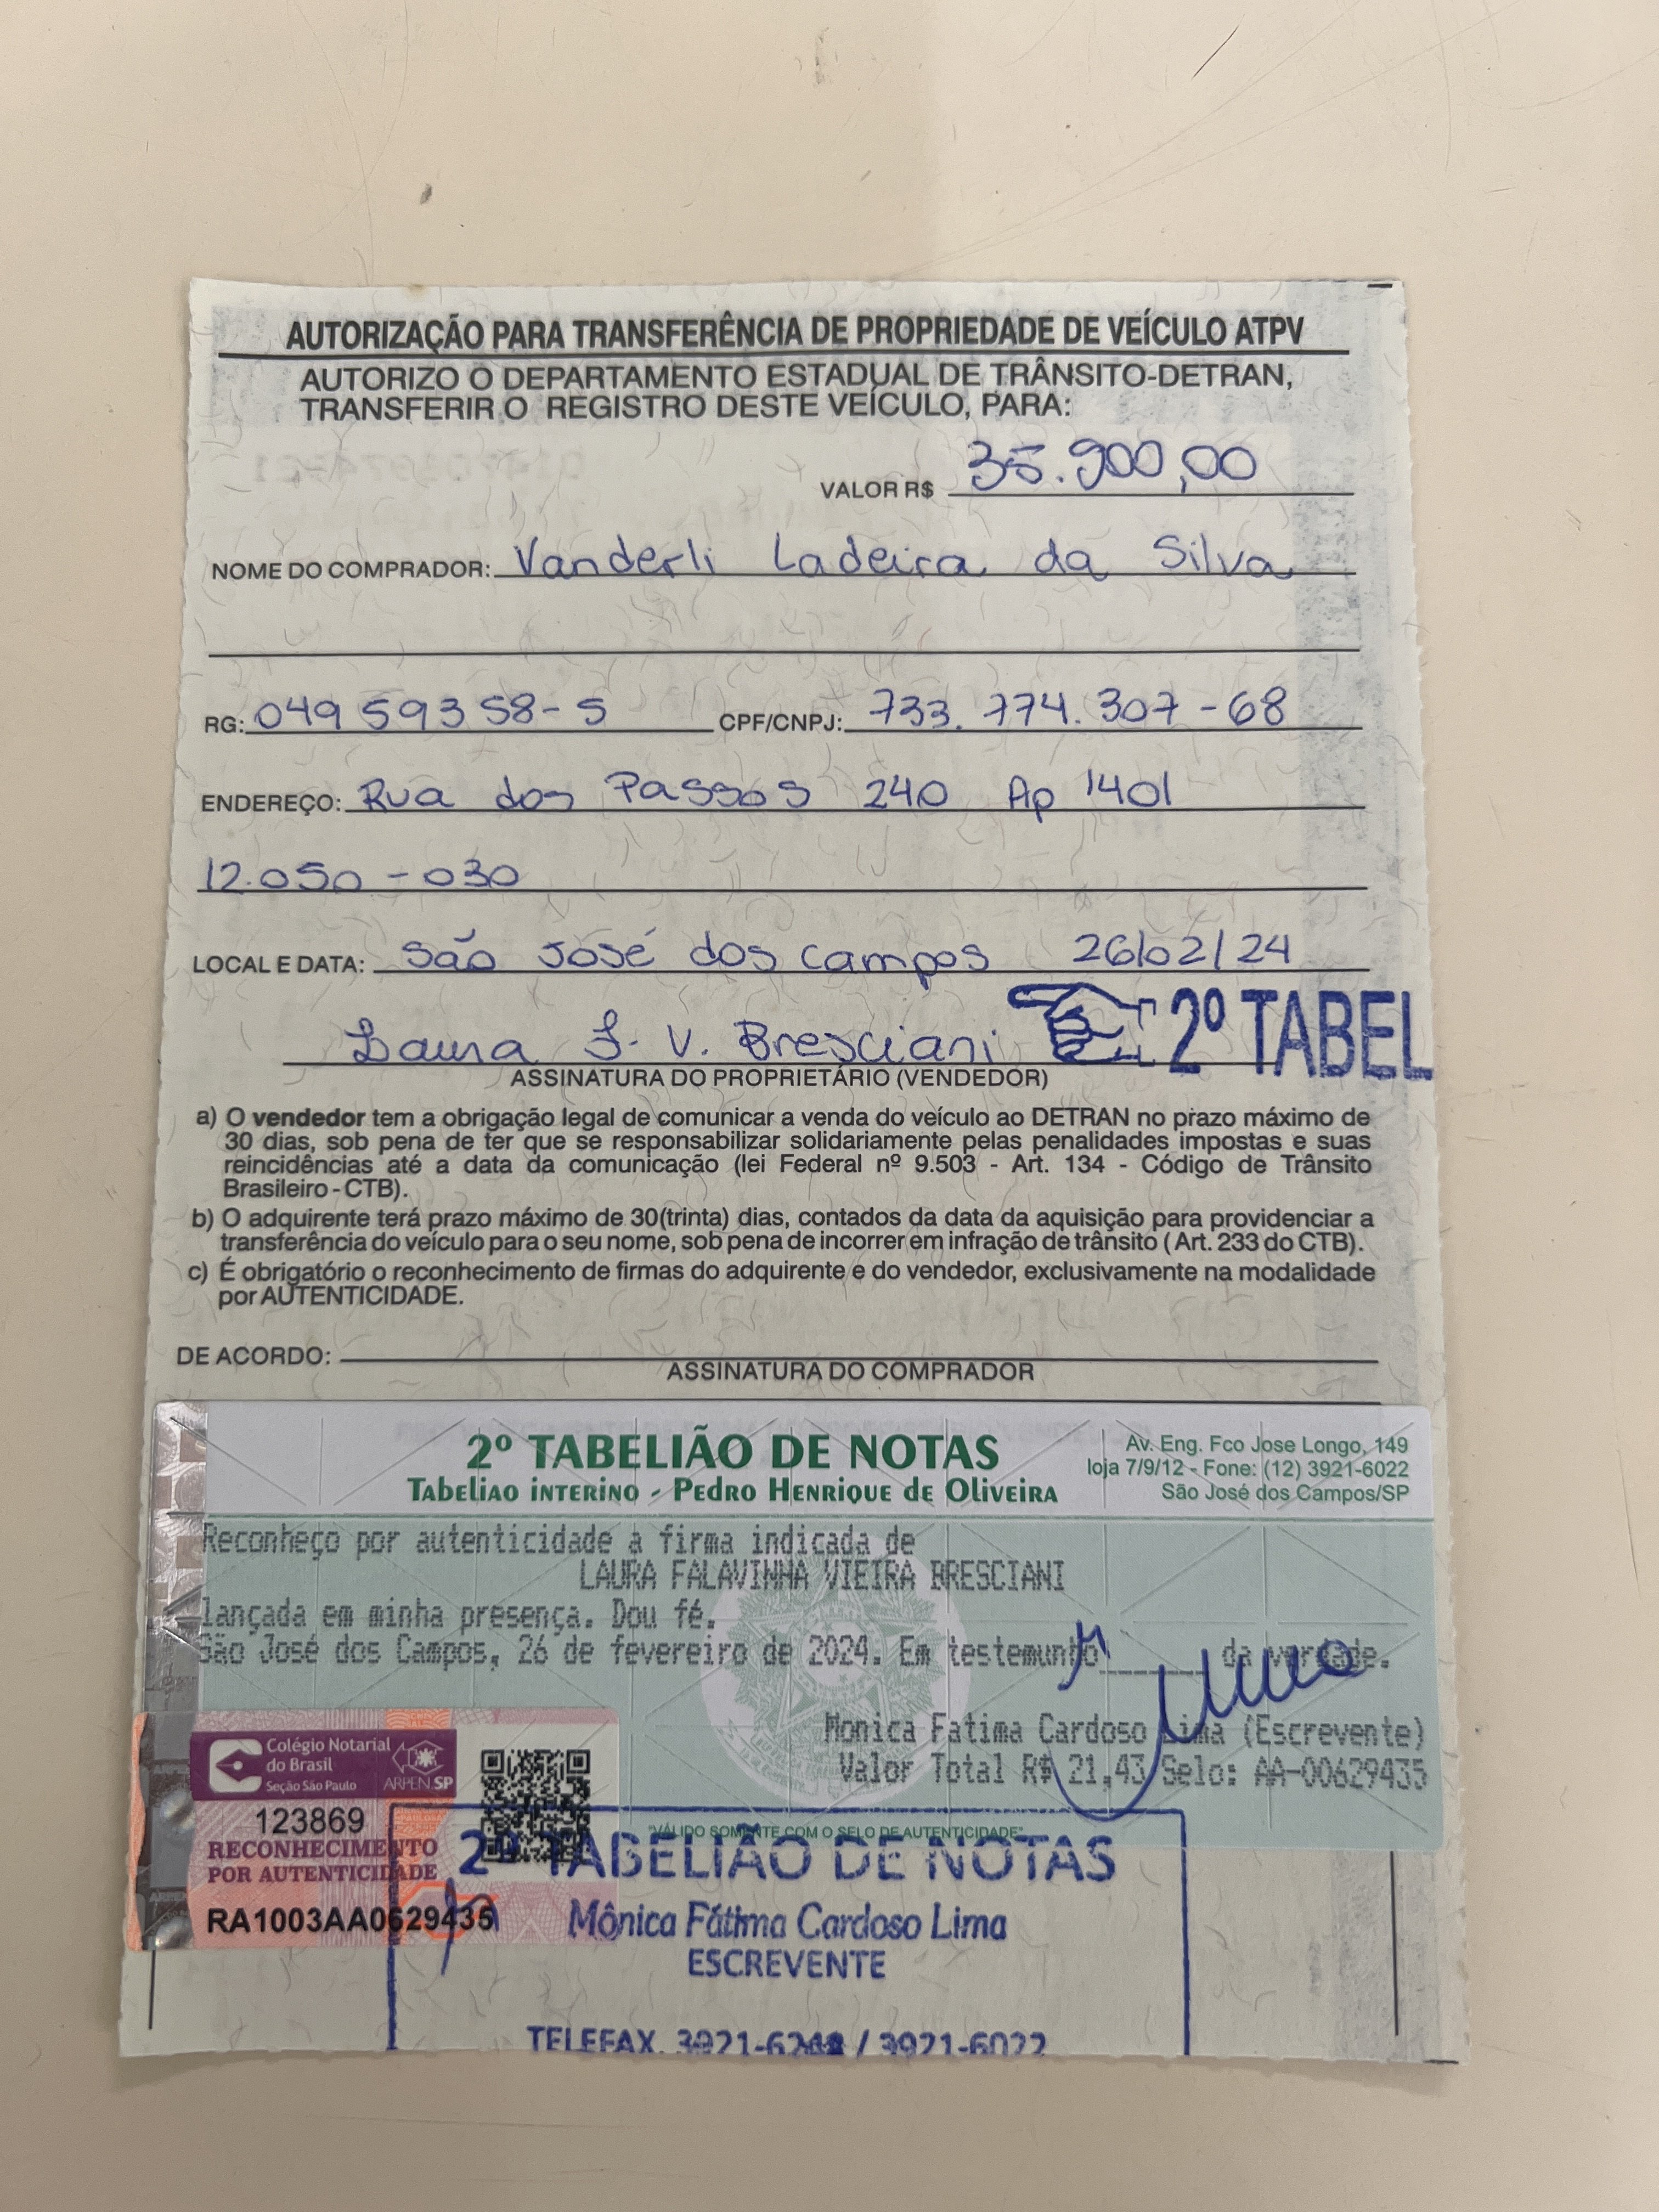 AUTORIZAÇÃO PARA TRANSFERÊNCIA DE PROPRIEDADE DE VEÍCULO ATPV
AUTORIZO O DEPARTAMENTO ESTADUAL DE TRÂNSITO-DETRAN,
TRANSFERIR O REGISTRO DESTE VEÍCULO, PARA:
VALOR R$ 35.900,00
NOME DO COMPRADOR: Vanderli Ladeira da Silva
RG: 049 593 58-5 CPF/CNPJ: 733.774.307-68
ENDEREÇO: Rua dos Passos 240 Ap 1401
12.050-030
LOCAL E DATA: São José dos Campos 26/02/24
Laura F. V. Bresciani 2º TABEL
ASSINATURA DO PROPRIETÁRIO (VENDEDOR)
a) O vendedor tem a obrigação legal de comunicar a venda do veículo ao DETRAN no prazo máximo de
30 dias, sob pena de ter que se responsabilizar solidariamente pelas penalidades impostas e suas
reincidências até a data da comunicação (lei Federal nº 9.503 - Art. 134 - Código de Trânsito
Brasileiro - CTB).
b) O adquirente terá prazo máximo de 30(trinta) dias, contados da data da aquisição para providenciar a
transferência do veículo para o seu nome, sob pena de incorrer em infração de trânsito ( Art. 233 do CTB).
c) É obrigatório o reconhecimento de firmas do adquirente e do vendedor, exclusivamente na modalidade
por AUTENTICIDADE.
DE ACORDO:
ASSINATURA DO COMPRADOR
2º TABELIÃO DE NOTAS
Tabeliao interino - Pedro Henrique de Oliveira
Av. Eng. Fco Jose Longo, 149
loja 7/9/12 - Fone: (12) 3921-6022
São José dos Campos/SP
Reconheço por autenticidade a firma indicada de
LAURA FALAVINHA VIEIRA BRESCIANI
lançada em minha presença. Dou fé.
São José dos Campos, 26 de fevereiro de 2024. Em testemunho da verdade.
Monica Fatima Cardoso Lima (Escrevente)
Valor Total R$ 21,43 Selo: AA-00629435
"VÁLIDO SOMENTE COM O SELO DE AUTENTICIDADE"
Colégio Notarial
do Brasil
Seção São Paulo
ARPEN.SP
123869
RECONHECIMENTO
POR AUTENTICIDADE
RA1003AA0629435
2º TABELIÃO DE NOTAS
Mônica Fátima Cardoso Lima
ESCREVENTE
TELEFAX. / 3921-6022